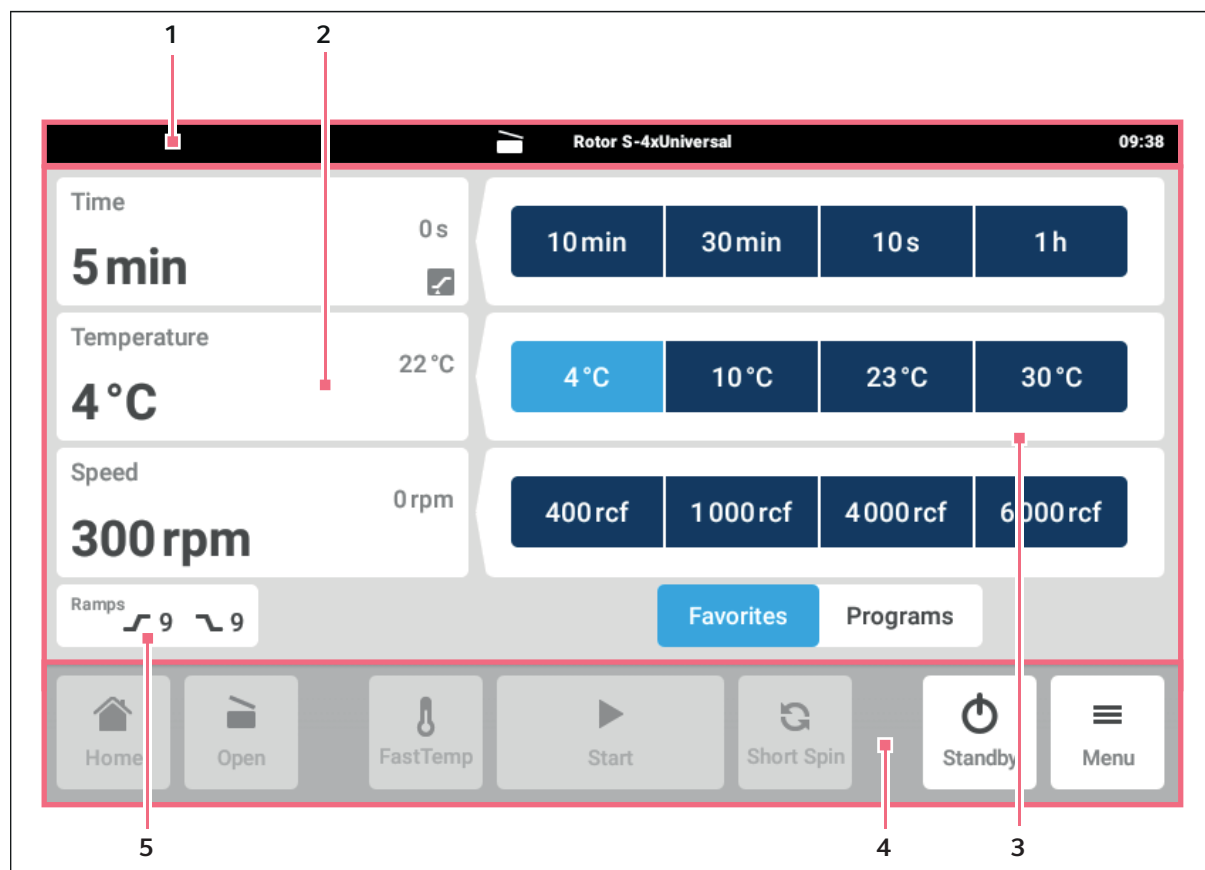 1 2
Rotor S-4xUniversal 09:38
Time
0 s
5 min
10 min 30 min 10 s 1 h
Temperature
22 °C
4 °C
4 °C 10 °C 23 °C 30 °C
Speed
0 rpm
300 rpm
400 rcf 1 000 rcf 4 000 rcf 6 000 rcf
Ramps 9 9
Favorites Programs
Home Open FastTemp Start Short Spin Standby Menu
5 4 3